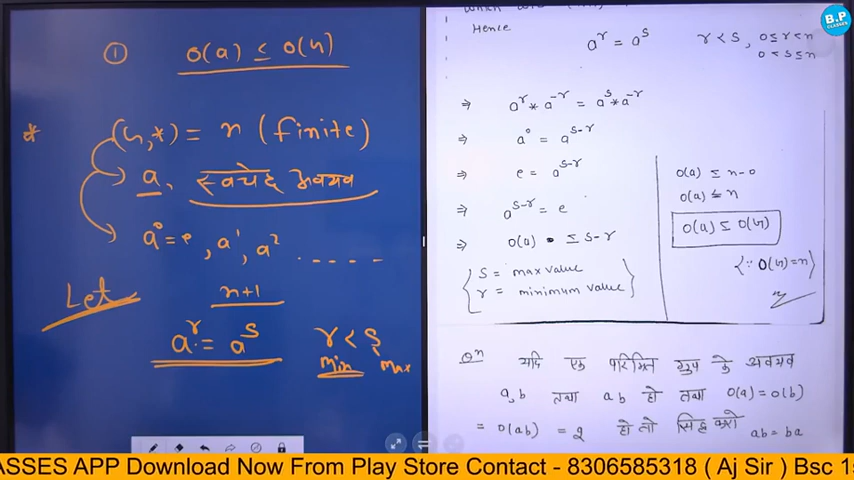 ① O(a) ≤ O(G)
* (G,*) = n (finite)
a, स्वेच्छ अवयव
a⁰ = e, a¹, a² ......
Let n+1
aʳ = aˢ r < s
min max
Hence
aʳ = aˢ r < s, 0 ≤ r < n
0 < s ≤ n
⇒ aʳ * a⁻ʳ = aˢ * a⁻ʳ
⇒ a⁰ = aˢ⁻ʳ
⇒ e = aˢ⁻ʳ
⇒ aˢ⁻ʳ = e
⇒ O(a) ≤ s-r
{ s = max value
r = minimum value }
O(a) ≤ n-0
O(a) ≤ n
O(a) ≤ O(G)
{∵ O(G) = n}
Qⁿ यदि एक परिमित ग्रुप के अवयव
a, b तथा ab हो तथा O(a) = O(b)
= O(ab) = 2 हो तो सिद्ध करो ab = ba
B.P
CLASSES
ASSES APP Download Now From Play Store Contact - 8306585318 ( Aj Sir ) Bsc 1s